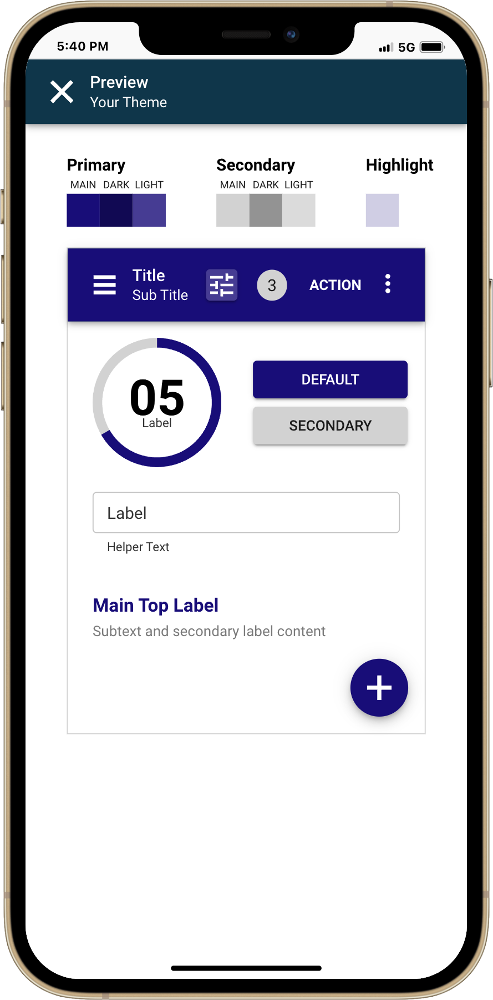 5:40 PM
5G
Preview
Your Theme
Primary
MAIN DARK LIGHT
Secondary
MAIN DARK LIGHT
Highlight
Title
Sub Title
3
ACTION
05
Label
DEFAULT
SECONDARY
Label
Helper Text
Main Top Label
Subtext and secondary label content